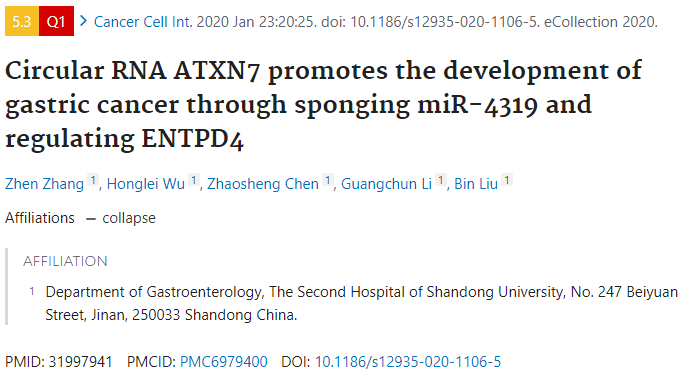 5.3 Q1 > Cancer Cell Int. 2020 Jan 23:20:25. doi: 10.1186/s12935-020-1106-5. eCollection 2020.
Circular RNA ATXN7 promotes the development of
gastric cancer through sponging miR-4319 and
regulating ENTPD4
Zhen Zhang 1, Honglei Wu 1, Zhaosheng Chen 1, Guangchun Li 1, Bin Liu 1
Affiliations — collapse
AFFILIATION
1 Department of Gastroenterology, The Second Hospital of Shandong University, No. 247 Beiyuan
Street, Jinan, 250033 Shandong China.
PMID: 31997941 PMCID: PMC6979400 DOI: 10.1186/s12935-020-1106-5